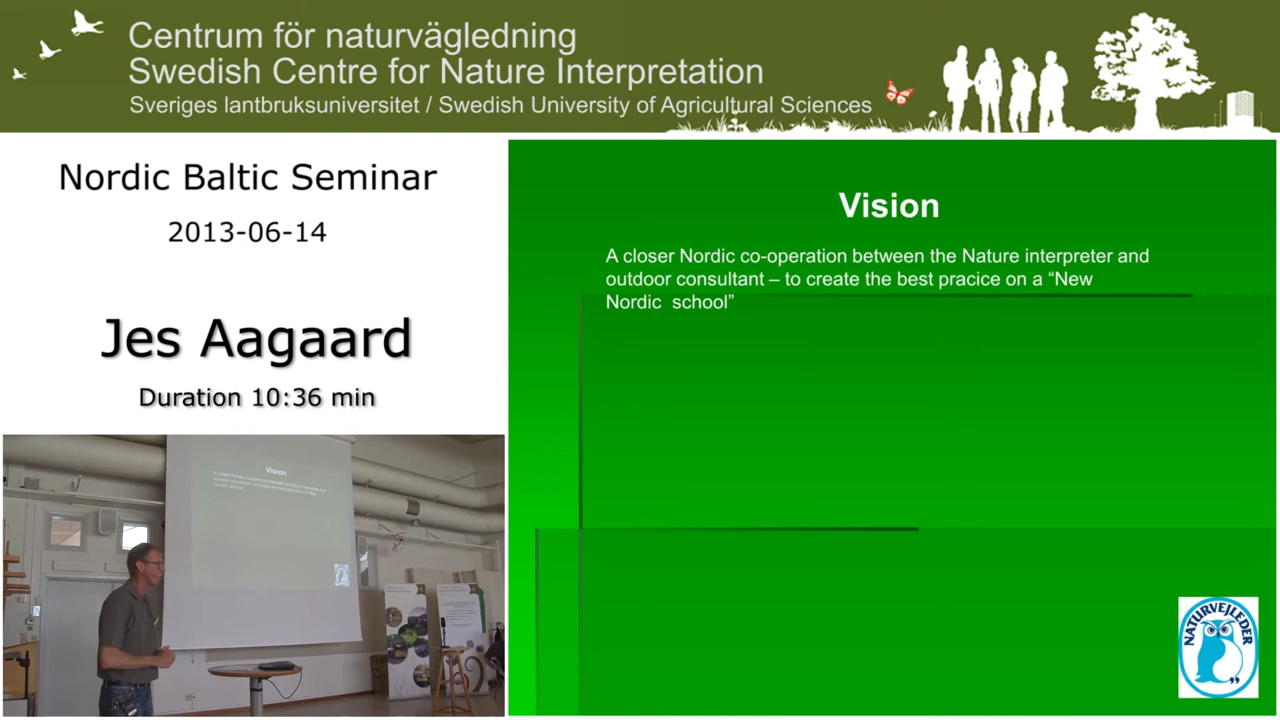 Centrum för naturvägledning
Swedish Centre for Nature Interpretation
Sveriges lantbruksuniversitet / Swedish University of Agricultural Sciences
Nordic Baltic Seminar
2013-06-14
Jes Aagaard
Duration 10:36 min
Vision
A closer Nordic co-operation between the Nature interpreter and
outdoor consultant – to create the best pracice on a “New
Nordic school”
NATURVEJLEDER
Vision